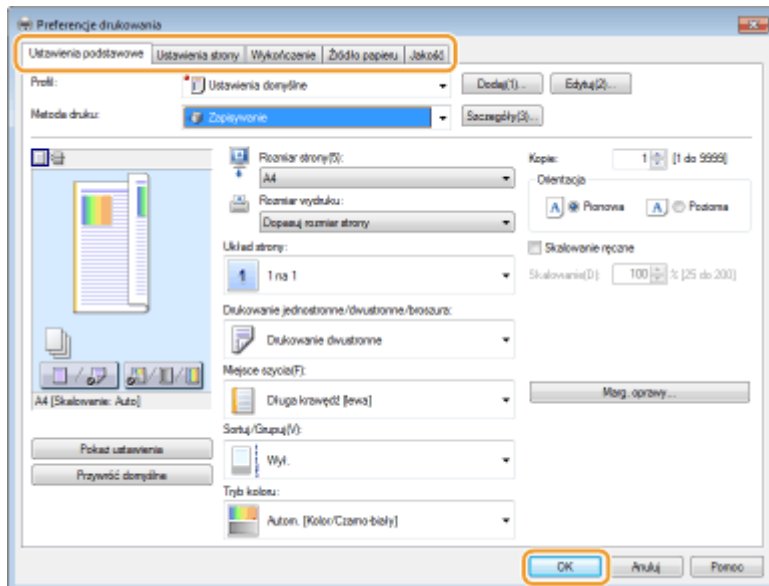 Preferencje drukowania
Ustawienia podstawowe Ustawienia strony Wykończenie Źródło papieru Jakość
Profil: Ustawienia domyślne Dodaj(1)... Edytuj(2)...
Metoda druku: Zapisywanie Szczegóły(3)...
Rozmiar strony(5): Kopie: 1 [1 do 9999]
A4 Orientacja
Rozmiar wydruku: A Pionowa A Pozioma
Dopasuj rozmiar strony
Układ strony: Skalowanie ręczne
1 1 na 1 Skalowanie(D): 100 % [25 do 200]
Drukowanie jednostronne/dwustronne/broszura:
Drukowanie dwustronne
Miejsce szycia(F):
A4 [Skalowanie: Auto] Długa krawędź [lewa] Marg. oprawy...
Sortuj/Grupuj(V):
Pokaż ustawienia Wył.
Przywróć domyślne
Tryb koloru:
Autom. [Kolor/Czarno-biały]
OK Anuluj Pomoc